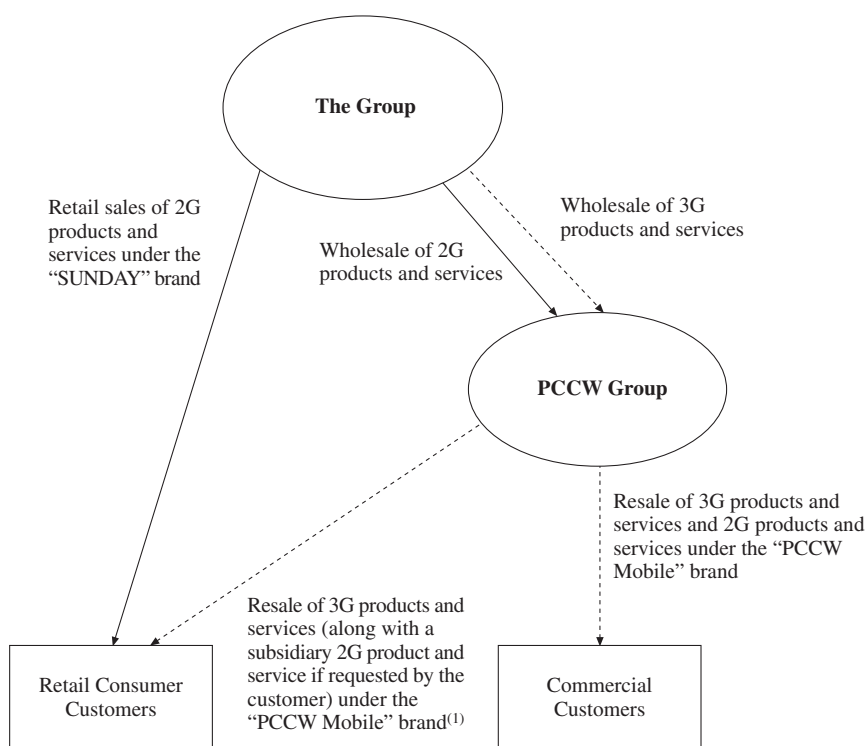 The Group
Retail sales of 2G
products and
services under the
“SUNDAY” brand
Wholesale of 3G
products and services
Wholesale of 2G
products and services
PCCW Group
Resale of 3G products and
services and 2G products and
services under the “PCCW
Mobile” brand
Resale of 3G products and
services (along with a
subsidiary 2G product and
service if requested by the
customer) under the
“PCCW Mobile” brand(1)
Retail Consumer
Customers
Commercial
Customers